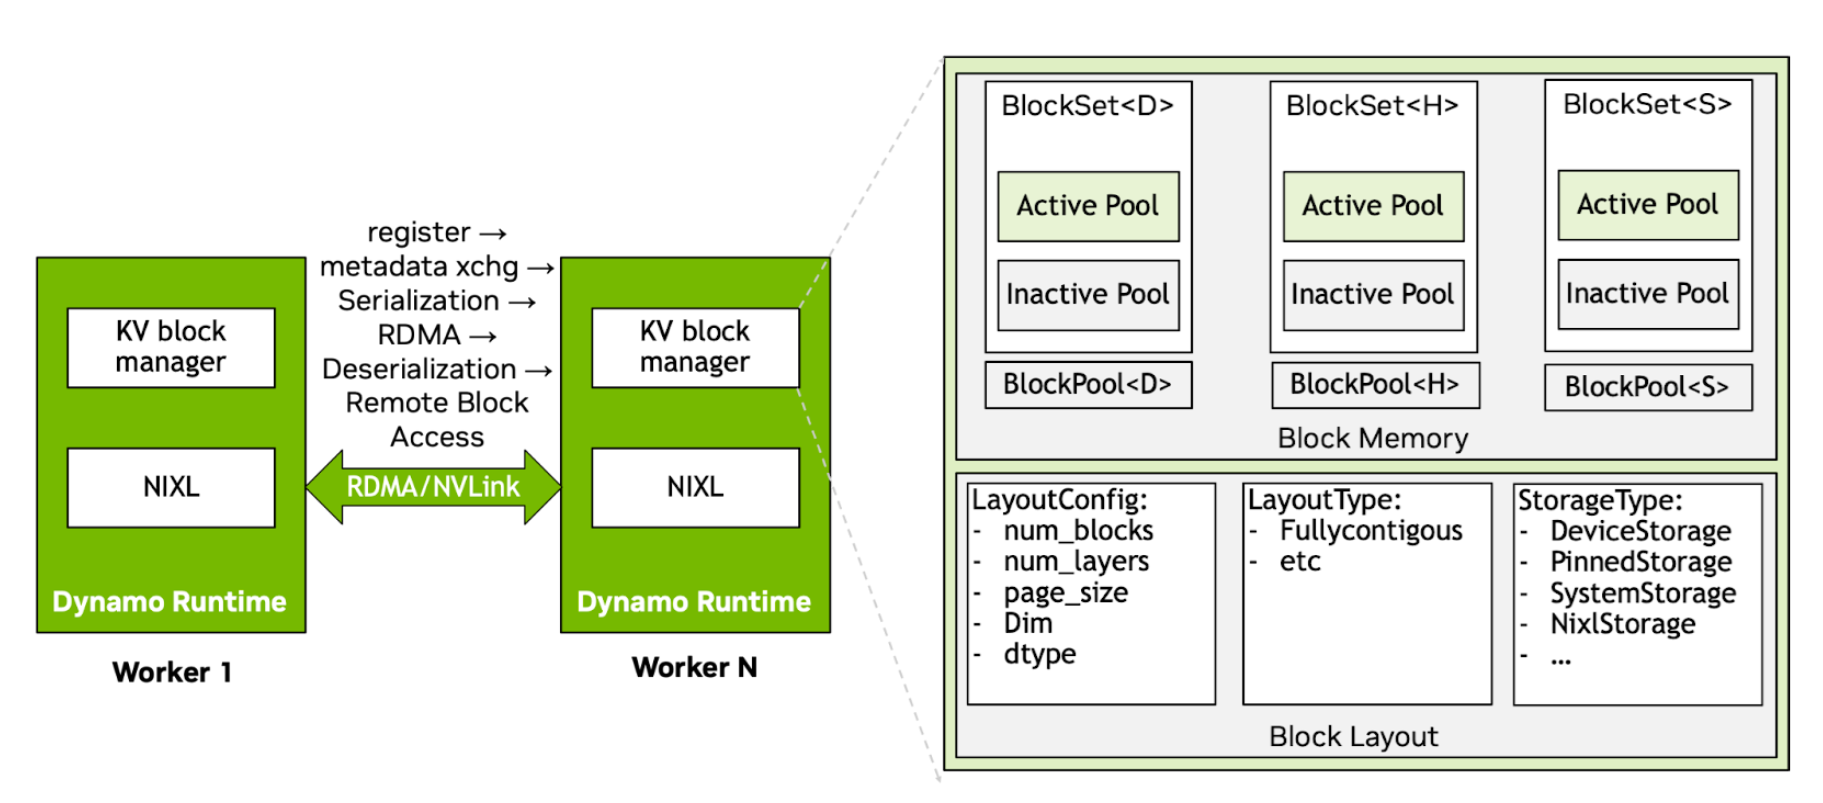 register →
metadata xchg →
Serialization →
RDMA →
Deserialization →
Remote Block
Access
KV block
manager
NIXL
Dynamo Runtime
Worker 1
RDMA/NVLink
KV block
manager
NIXL
Dynamo Runtime
Worker N
BlockSet<D>
Active Pool
Inactive Pool
BlockPool<D>
BlockSet<H>
Active Pool
Inactive Pool
BlockPool<H>
BlockSet<S>
Active Pool
Inactive Pool
BlockPool<S>
Block Memory
LayoutConfig:
- num_blocks
- num_layers
- page_size
- Dim
- dtype
LayoutType:
- Fullycontigous
- etc
StorageType:
- DeviceStorage
- PinnedStorage
- SystemStorage
- NixlStorage
- ...
Block Layout